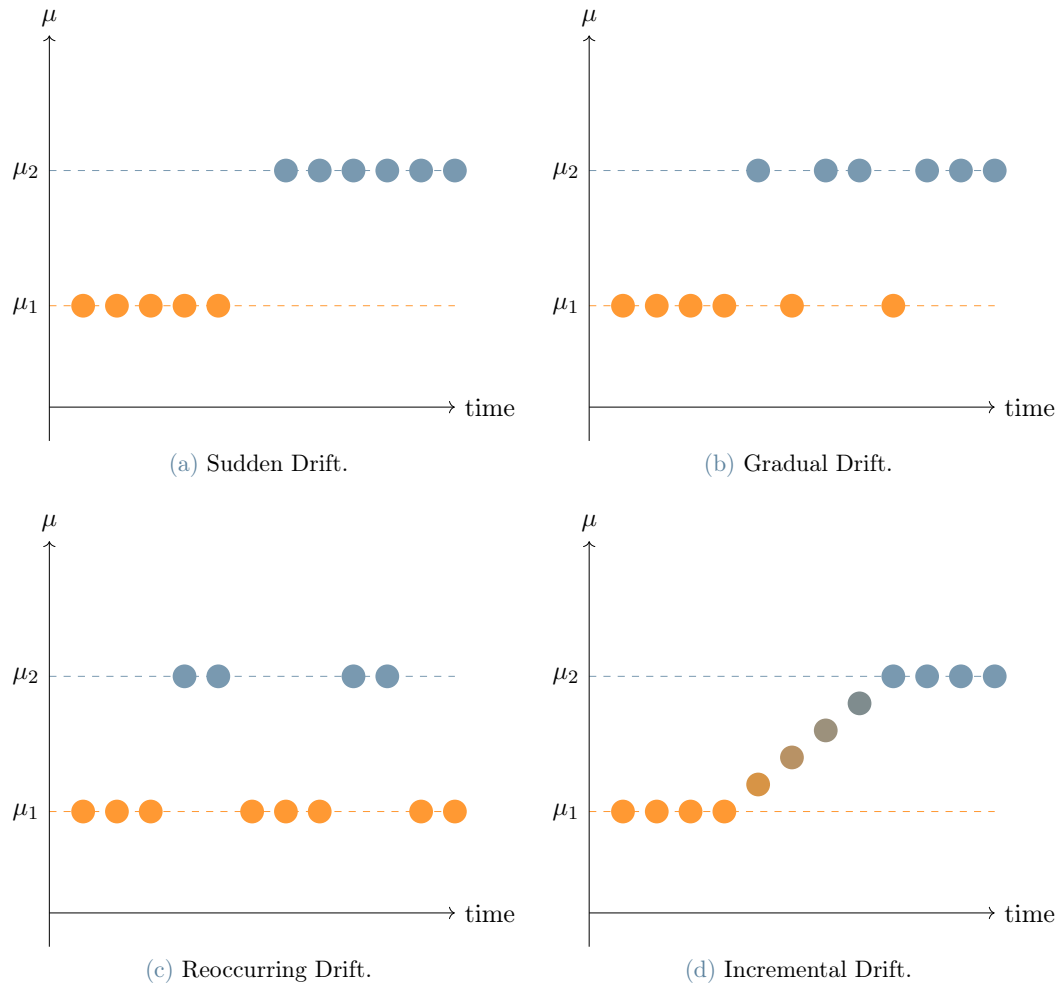 μ
μ₂
μ₁
time
(a) Sudden Drift.
μ
μ₂
μ₁
time
(b) Gradual Drift.
μ
μ₂
μ₁
time
(c) Reoccurring Drift.
μ
μ₂
μ₁
time
(d) Incremental Drift.